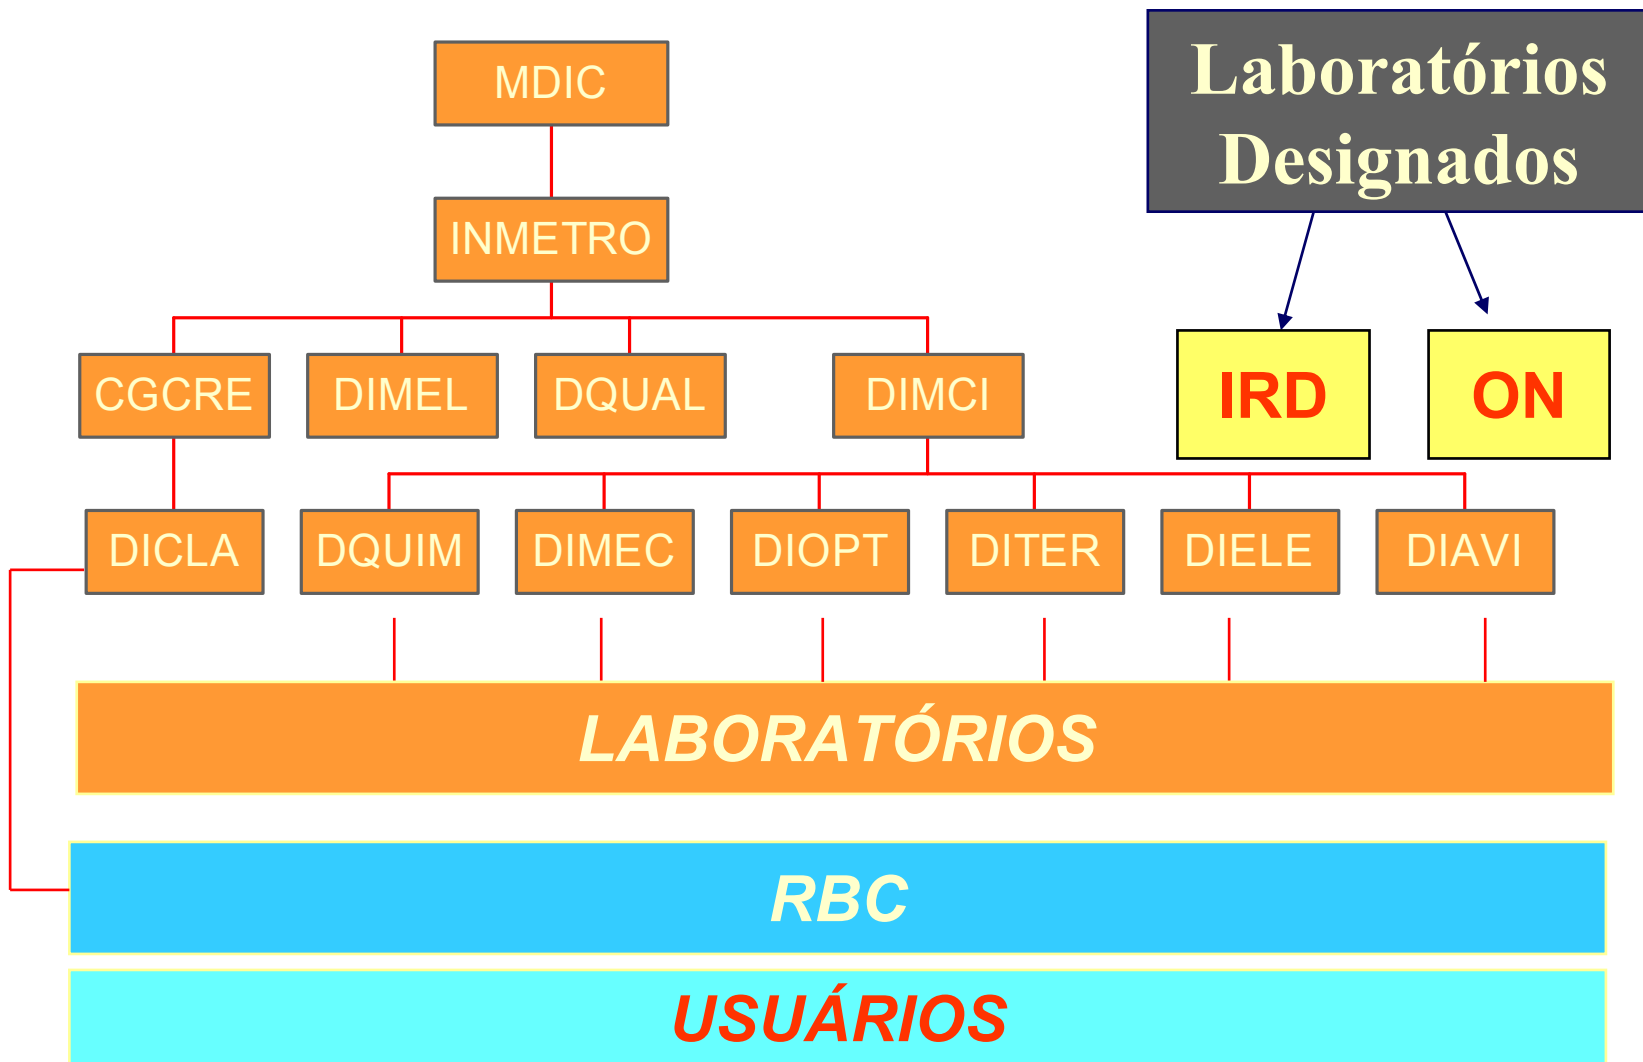 MDIC
Laboratórios
Designados
INMETRO
CGCRE
DIMEL
DQUAL
DIMCI
IRD
ON
DICLA
DQUIM
DIMEC
DIOPT
DITER
DIELE
DIAVI
LABORATÓRIOS
RBC
USUÁRIOS